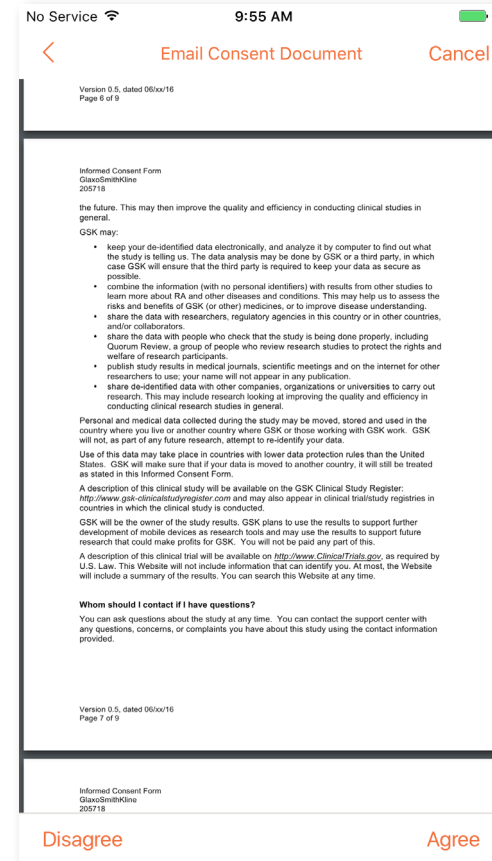 No Service 9:55 AM
Email Consent Document Cancel
Version 0.5, dated 06/xx/16
Page 6 of 9
Informed Consent Form
GlaxoSmithKline
205718
the future. This may then improve the quality and efficiency in conducting clinical studies in
general.
GSK may:
• keep your de-identified data electronically, and analyze it by computer to find out what
the study is telling us. The data analysis may be done by GSK or a third party, in which
case GSK will ensure that the third party is required to keep your data as secure as
possible.
• combine the information (with no personal identifiers) with results from other studies to
learn more about RA and other diseases and conditions. This may help us to assess the
risks and benefits of GSK (or other) medicines, or to improve disease understanding.
• share the data with researchers, regulatory agencies in this country or in other countries,
and/or collaborators.
• share the data with people who check that the study is being done properly, including
Quorum Review, a group of people who review research studies to protect the rights and
welfare of research participants.
• publish study results in medical journals, scientific meetings and on the internet for other
researchers to use; your name will not appear in any publication.
• share de-identified data with other companies, organizations or universities to carry out
research. This may include research looking at improving the quality and efficiency in
conducting clinical research studies in general.
Personal and medical data collected during the study may be moved, stored and used in the
country where you live or another country where GSK or those working with GSK work. GSK
will not, as part of any future research, attempt to re-identify your data.
Use of this data may take place in countries with lower data protection rules than the United
States. GSK will make sure that if your data is moved to another country, it will still be treated
as stated in this Informed Consent Form.
A description of this clinical study will be available on the GSK Clinical Study Register:
http://www.gsk-clinicalstudyregister.com and may also appear in clinical trial/study registries in
countries in which the clinical study is conducted.
GSK will be the owner of the study results. GSK plans to use the results to support further
development of mobile devices as research tools and may use the results to support future
research that could make profits for GSK. You will not be paid any part of this.
A description of this clinical trial will be available on http://www.ClinicalTrials.gov, as required by
U.S. Law. This Website will not include information that can identify you. At most, the Website
will include a summary of the results. You can search this Website at any time.
Whom should I contact if I have questions?
You can ask questions about the study at any time. You can contact the support center with
any questions, concerns, or complaints you have about this study using the contact information
provided.
Version 0.5, dated 06/xx/16
Page 7 of 9
Informed Consent Form
GlaxoSmithKline
205718
Disagree Agree